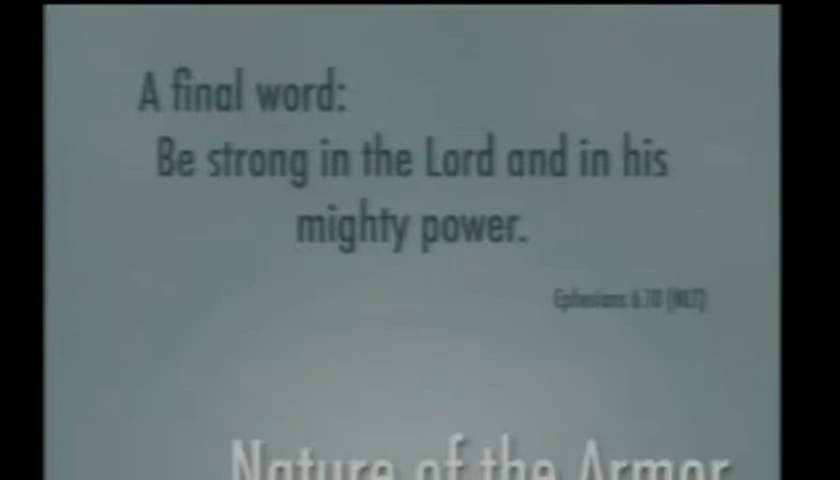 A final word:
Be strong in the Lord and in his
mighty power.
Ephesians 6:10 (NLT)
Nature of the Armor